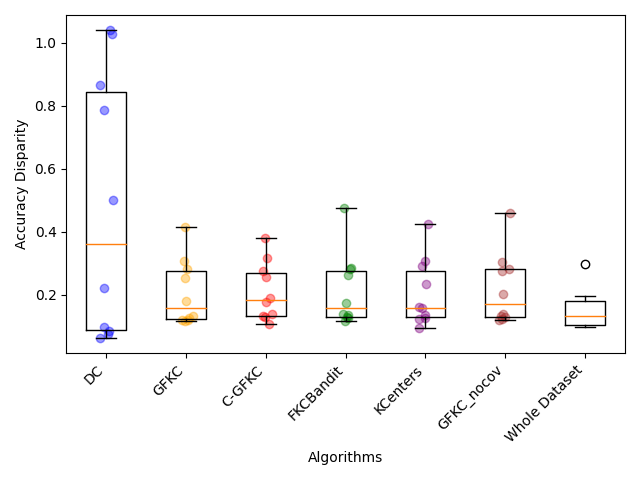 1.0
0.8
0.6
0.4
0.2
Accuracy Disparity
DC
GFKC
C-GFKC
FKCBandit
KCenters
GFKC_nocov
Whole Dataset
Algorithms